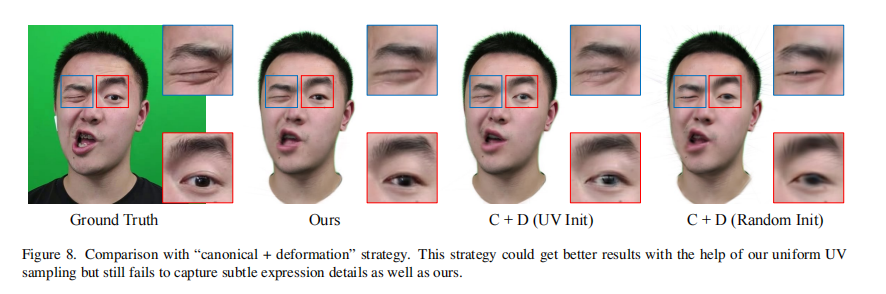 Ground Truth
Ours
C + D (UV Init)
C + D (Random Init)
Figure 8. Comparison with “canonical + deformation” strategy. This strategy could get better results with the help of our uniform UV
sampling but still fails to capture subtle expression details as well as ours.